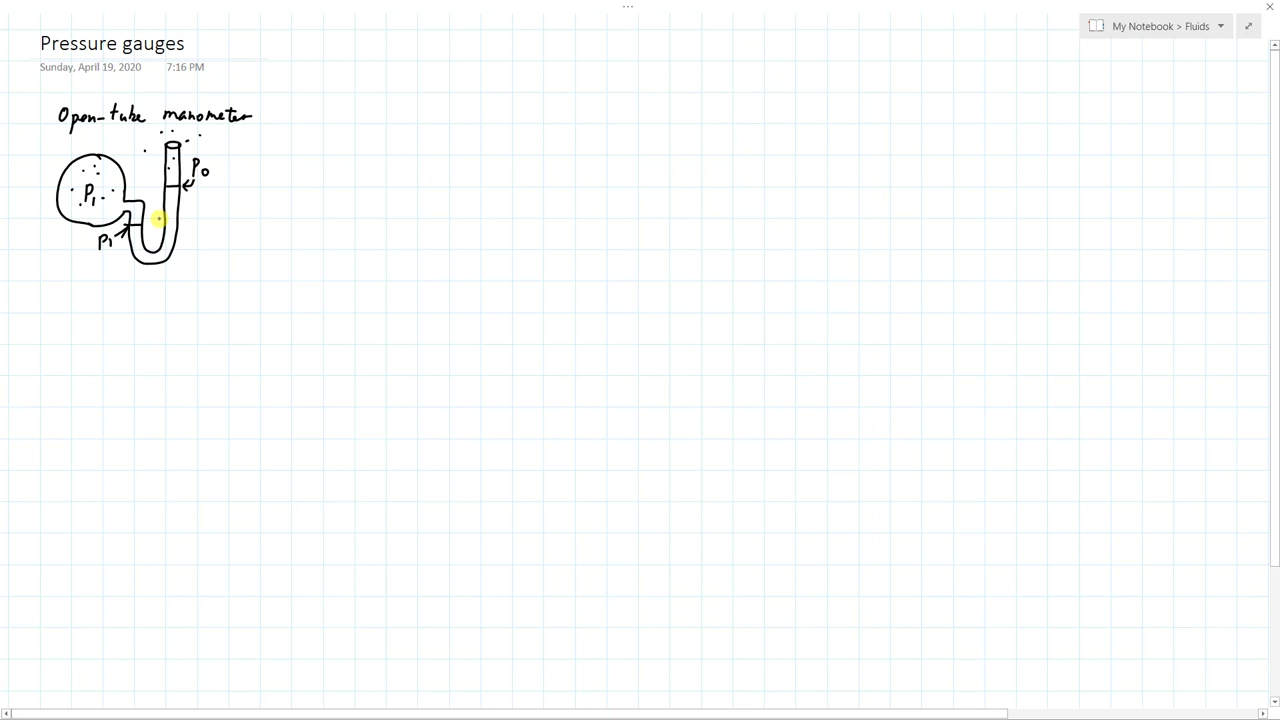 My Notebook > Fluids
Pressure gauges
Sunday, April 19, 2020 7:16 PM
Open-tube manometer
P0
P1
P1